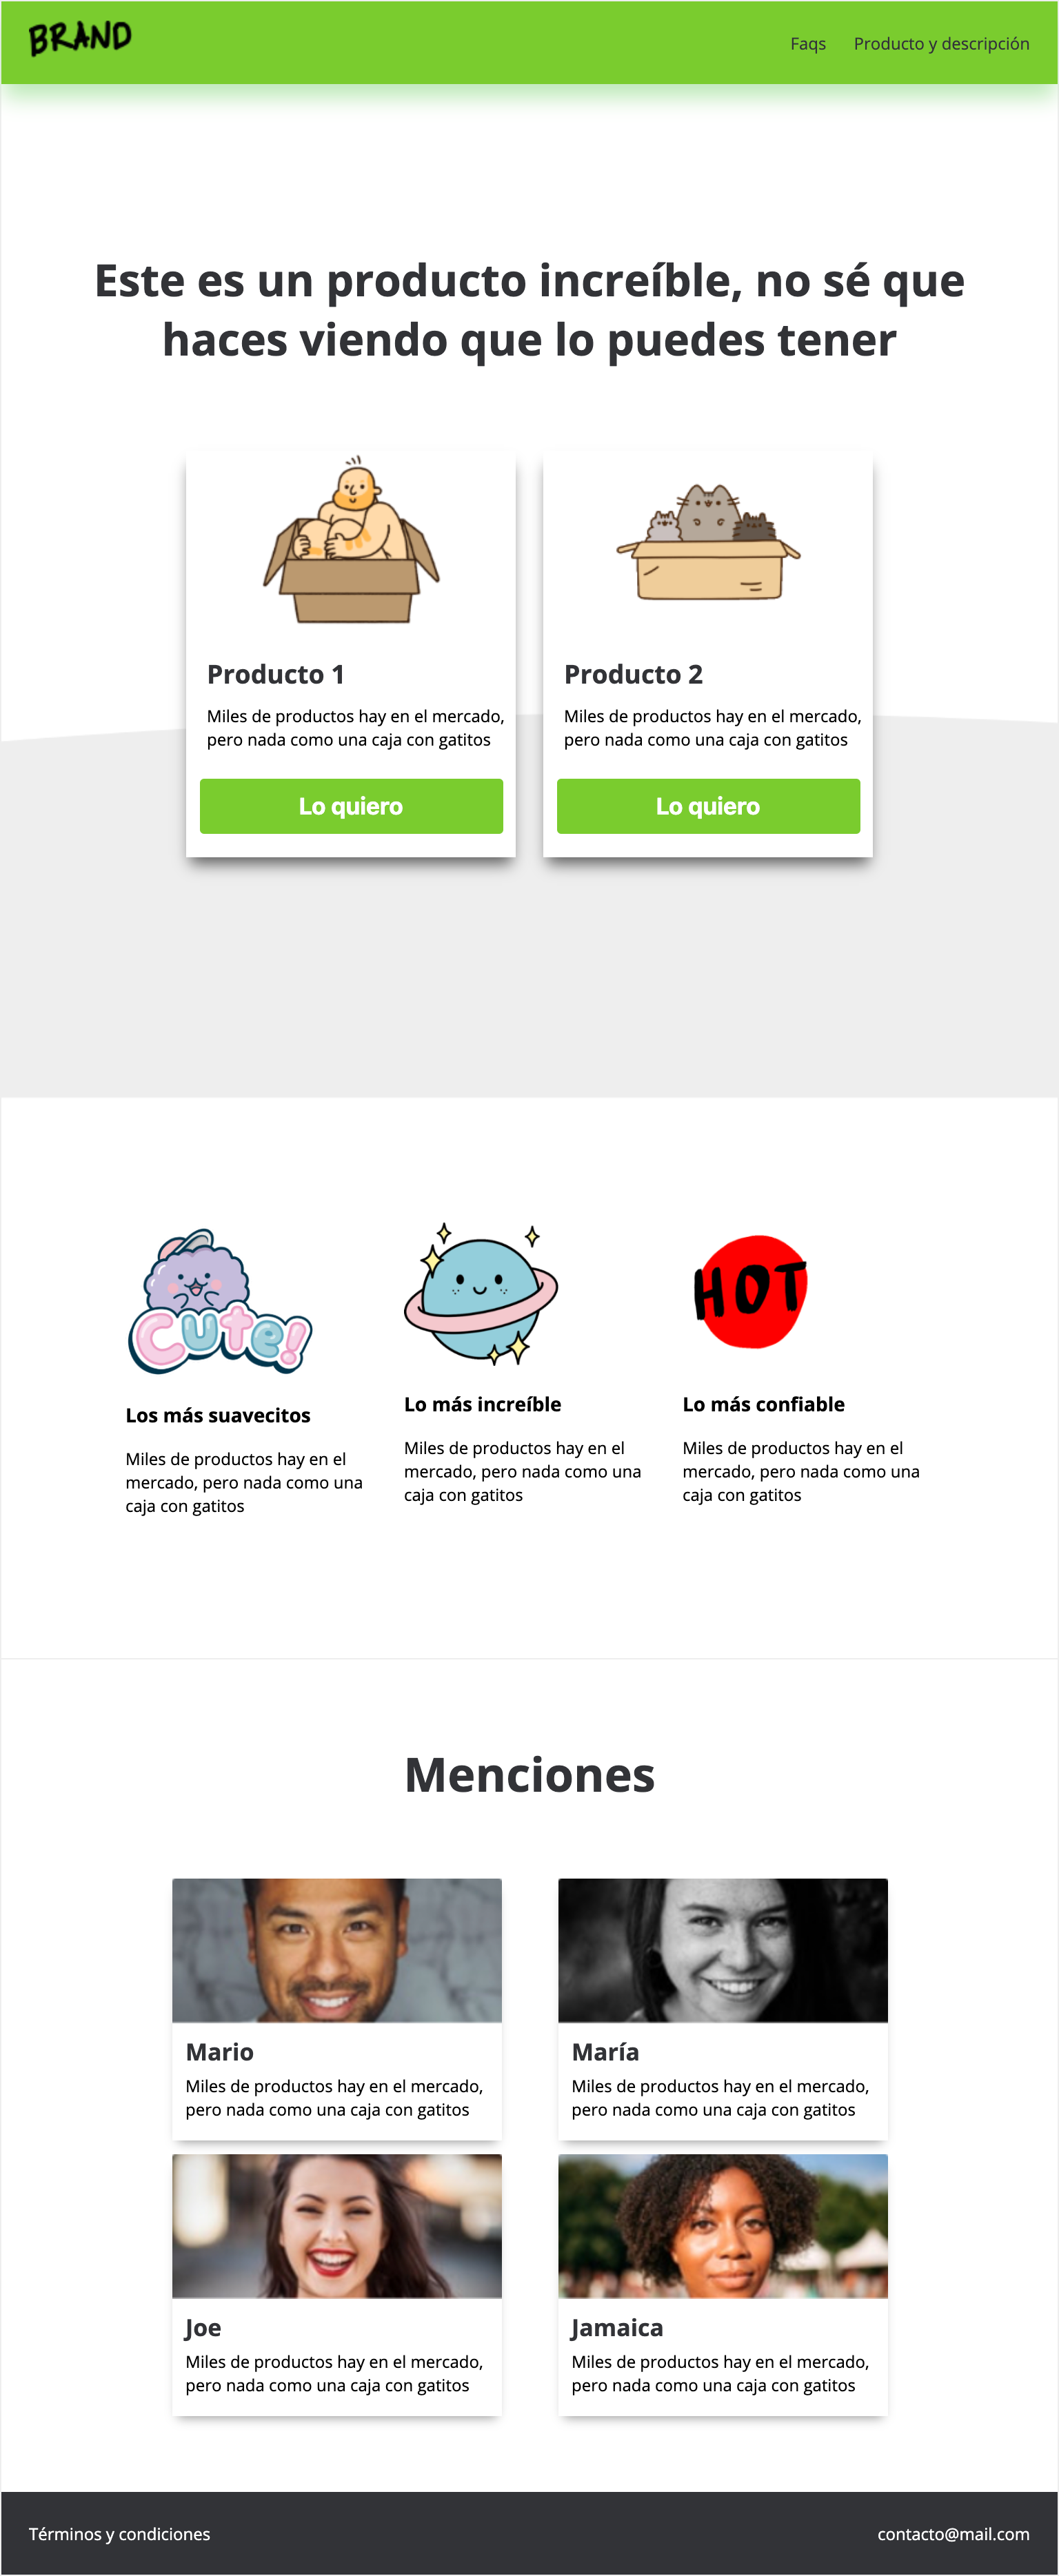 BRAND
Faqs
Producto y descripción
Este es un producto increíble, no sé que
haces viendo que lo puedes tener
Producto 1
Miles de productos hay en el mercado,
pero nada como una caja con gatitos
Lo quiero
Producto 2
Miles de productos hay en el mercado,
pero nada como una caja con gatitos
Lo quiero
Cute!
Los más suavecitos
Miles de productos hay en el
mercado, pero nada como una
caja con gatitos
Lo más increíble
Miles de productos hay en el
mercado, pero nada como una
caja con gatitos
HOT
Lo más confiable
Miles de productos hay en el
mercado, pero nada como una
caja con gatitos
Menciones
Mario
Miles de productos hay en el mercado,
pero nada como una caja con gatitos
María
Miles de productos hay en el mercado,
pero nada como una caja con gatitos
Joe
Miles de productos hay en el mercado,
pero nada como una caja con gatitos
Jamaica
Miles de productos hay en el mercado,
pero nada como una caja con gatitos
Términos y condiciones
contacto@mail.com